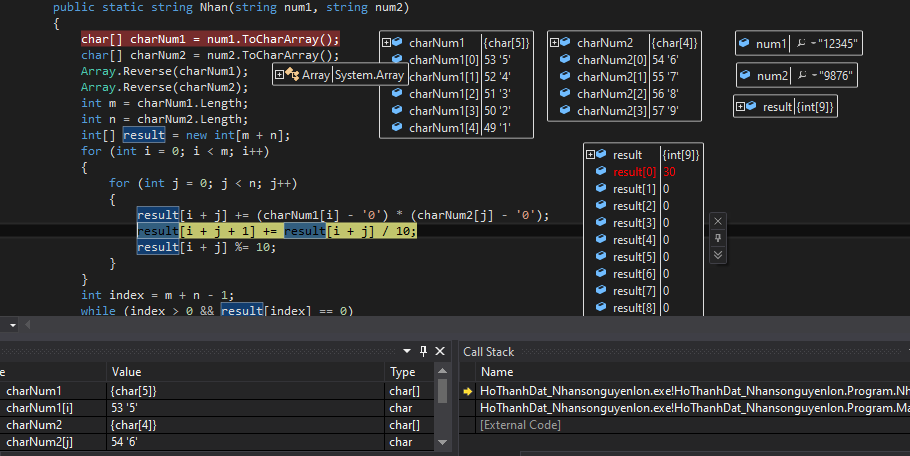 public static string Nhan(string num1, string num2)
{
char[] charNum1 = num1.ToCharArray();
char[] charNum2 = num2.ToCharArray();
Array.Reverse(charNum1);
Array.Reverse(charNum2);
int m = charNum1.Length;
int n = charNum2.Length;
int[] result = new int[m + n];
for (int i = 0; i < m; i++)
{
for (int j = 0; j < n; j++)
{
result[i + j] += (charNum1[i] - '0') * (charNum2[j] - '0');
result[i + j + 1] += result[i + j] / 10;
result[i + j] %= 10;
}
}
int index = m + n - 1;
while (index > 0 && result[index] == 0)
Array System.Array
charNum1 {char[5]}
charNum1[0] 53 '5'
charNum1[1] 52 '4'
charNum1[2] 51 '3'
charNum1[3] 50 '2'
charNum1[4] 49 '1'
charNum2 {char[4]}
charNum2[0] 54 '6'
charNum2[1] 55 '7'
charNum2[2] 56 '8'
charNum2[3] 57 '9'
num1 "12345"
num2 "9876"
result {int[9]}
result {int[9]}
result[0] 30
result[1] 0
result[2] 0
result[3] 0
result[4] 0
result[5] 0
result[6] 0
result[7] 0
result[8] 0
e Value Type
charNum1 {char[5]} char[]
charNum1[i] 53 '5' char
charNum2 {char[4]} char[]
charNum2[j] 54 '6' char
Call Stack
Name
HoThanhDat_Nhansonguyenlon.exe!HoThanhDat_Nhansonguyenlon.Program.Nh
HoThanhDat_Nhansonguyenlon.exe!HoThanhDat_Nhansonguyenlon.Program.Ma
[External Code]